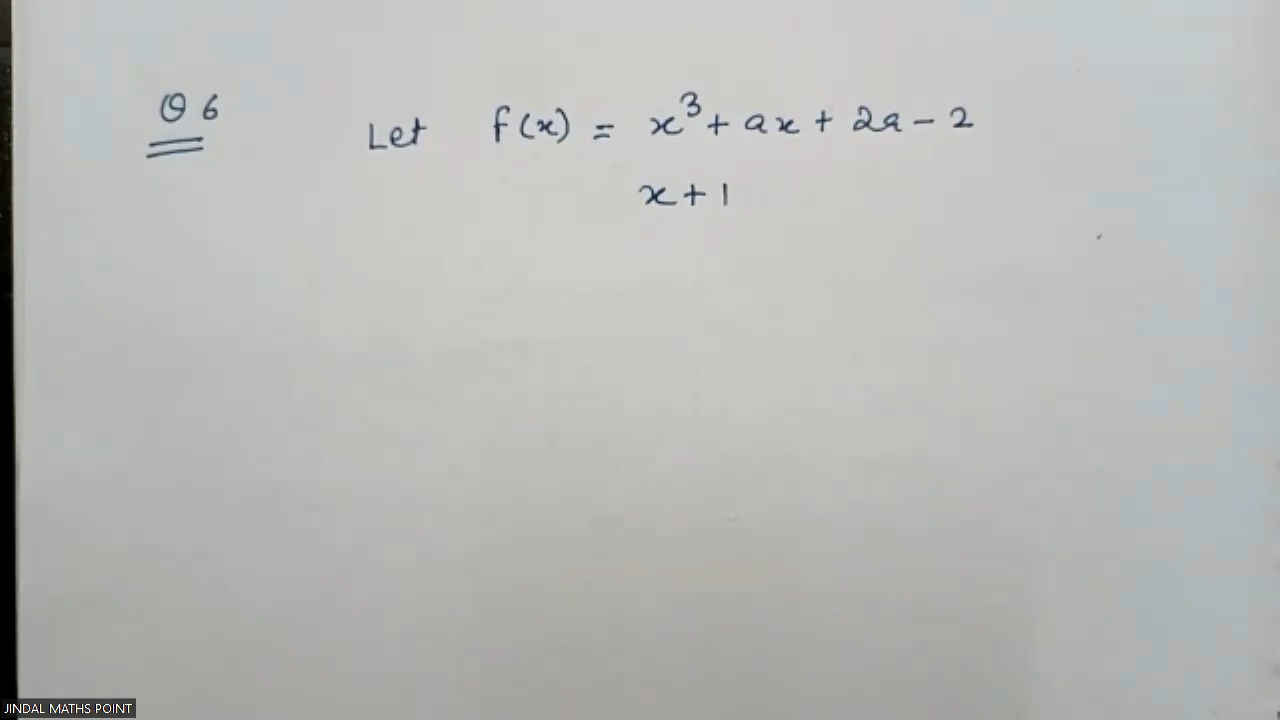 Q 6
Let f(x) = x³ + ax + 2a - 2
x + 1
JINDAL MATHS POINT